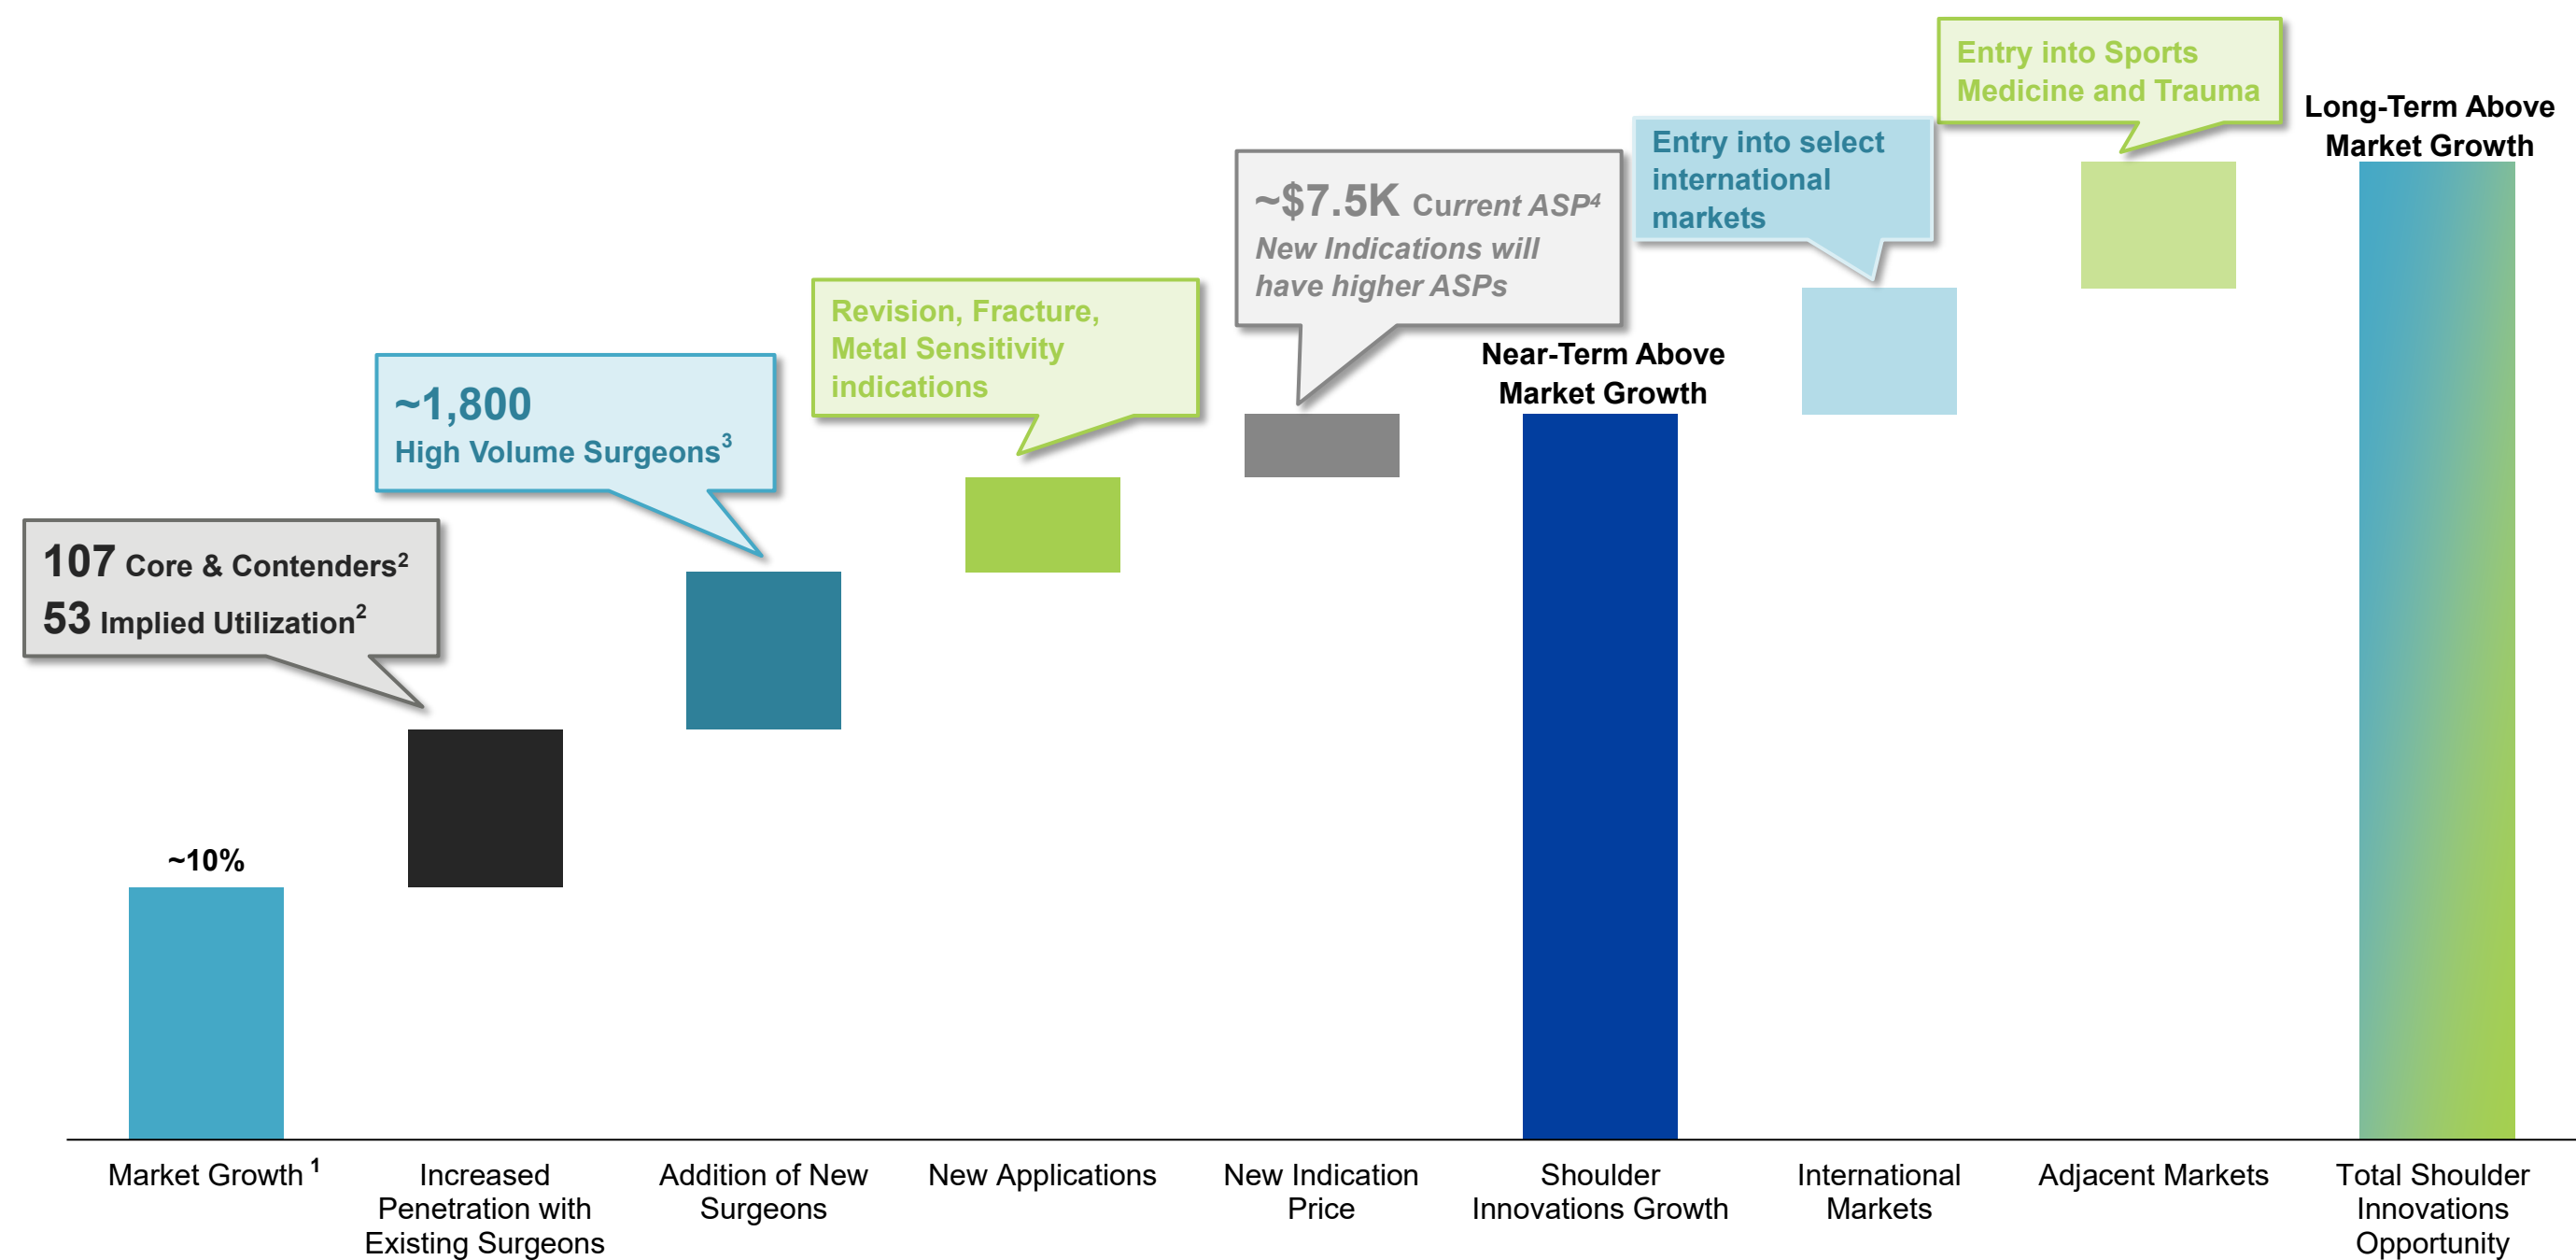 Entry into Sports
Medicine and Trauma
Long-Term Above
Market Growth
Entry into select
international
markets
~$7.5K Current ASP⁴
New Indications will
have higher ASPs
Near-Term Above
Market Growth
Revision, Fracture,
Metal Sensitivity
indications
~1,800
High Volume Surgeons³
107 Core & Contenders²
53 Implied Utilization²
~10%
Market Growth ¹
Increased
Penetration with
Existing Surgeons
Addition of New
Surgeons
New Applications
New Indication
Price
Shoulder
Innovations Growth
International
Markets
Adjacent Markets
Total Shoulder
Innovations
Opportunity